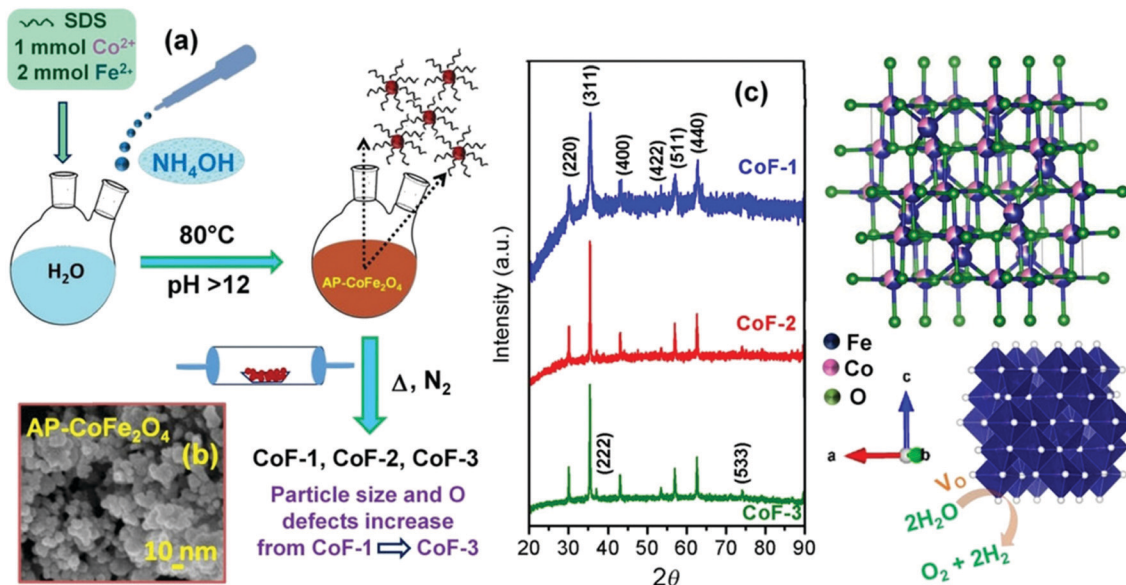 SDS
1 mmol Co²⁺
2 mmol Fe²⁺
(a)
NH₄OH
H₂O
80°C
pH >12
AP-CoFe₂O₄
Δ, N₂
AP-CoFe₂O₄
(b)
10 nm
CoF-1, CoF-2, CoF-3
Particle size and O
defects increase
from CoF-1 ⇨ CoF-3
(c)
Intensity (a.u.)
(220)
(311)
(400)
(422)
(511)
(440)
CoF-1
CoF-2
(222)
(533)
CoF-3
20 30 40 50 60 70 80 90
2θ
Fe
Co
O
c
a
b
V₀
2H₂O
O₂ + 2H₂